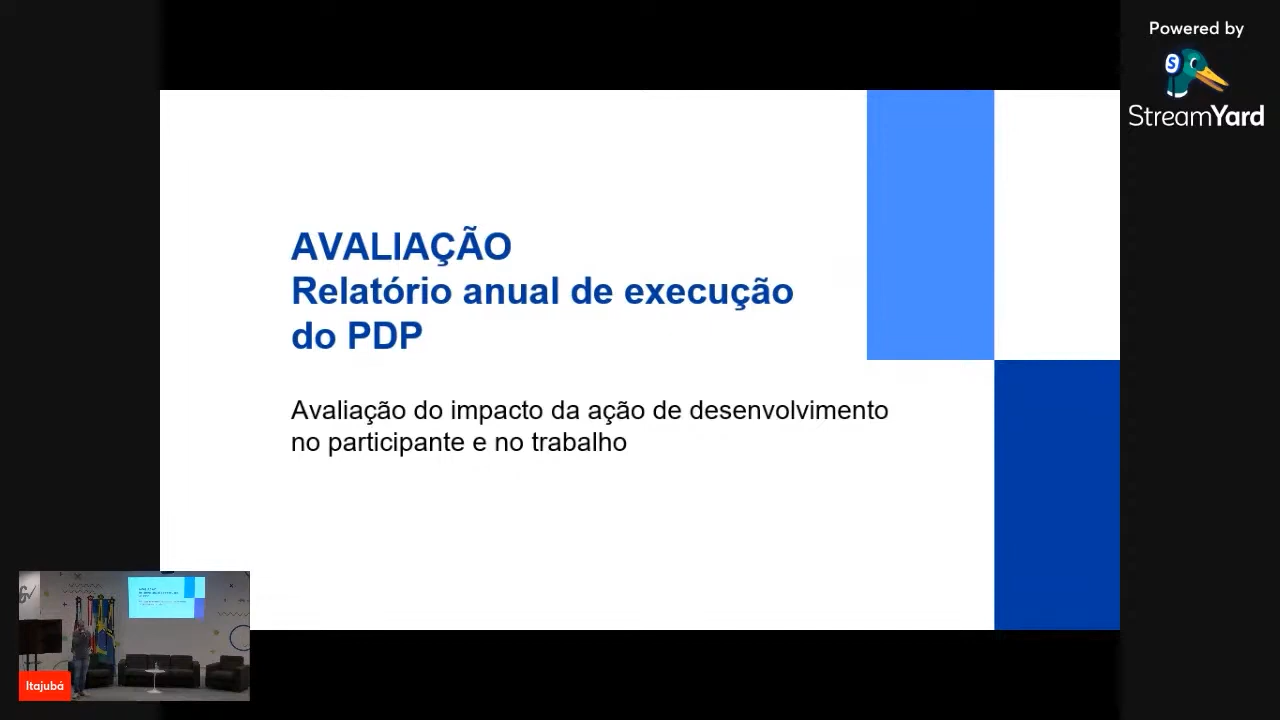 Powered by
S
StreamYard
AVALIAÇÃO
Relatório anual de execução
do PDP
Avaliação do impacto da ação de desenvolvimento
no participante e no trabalho
Itajubá